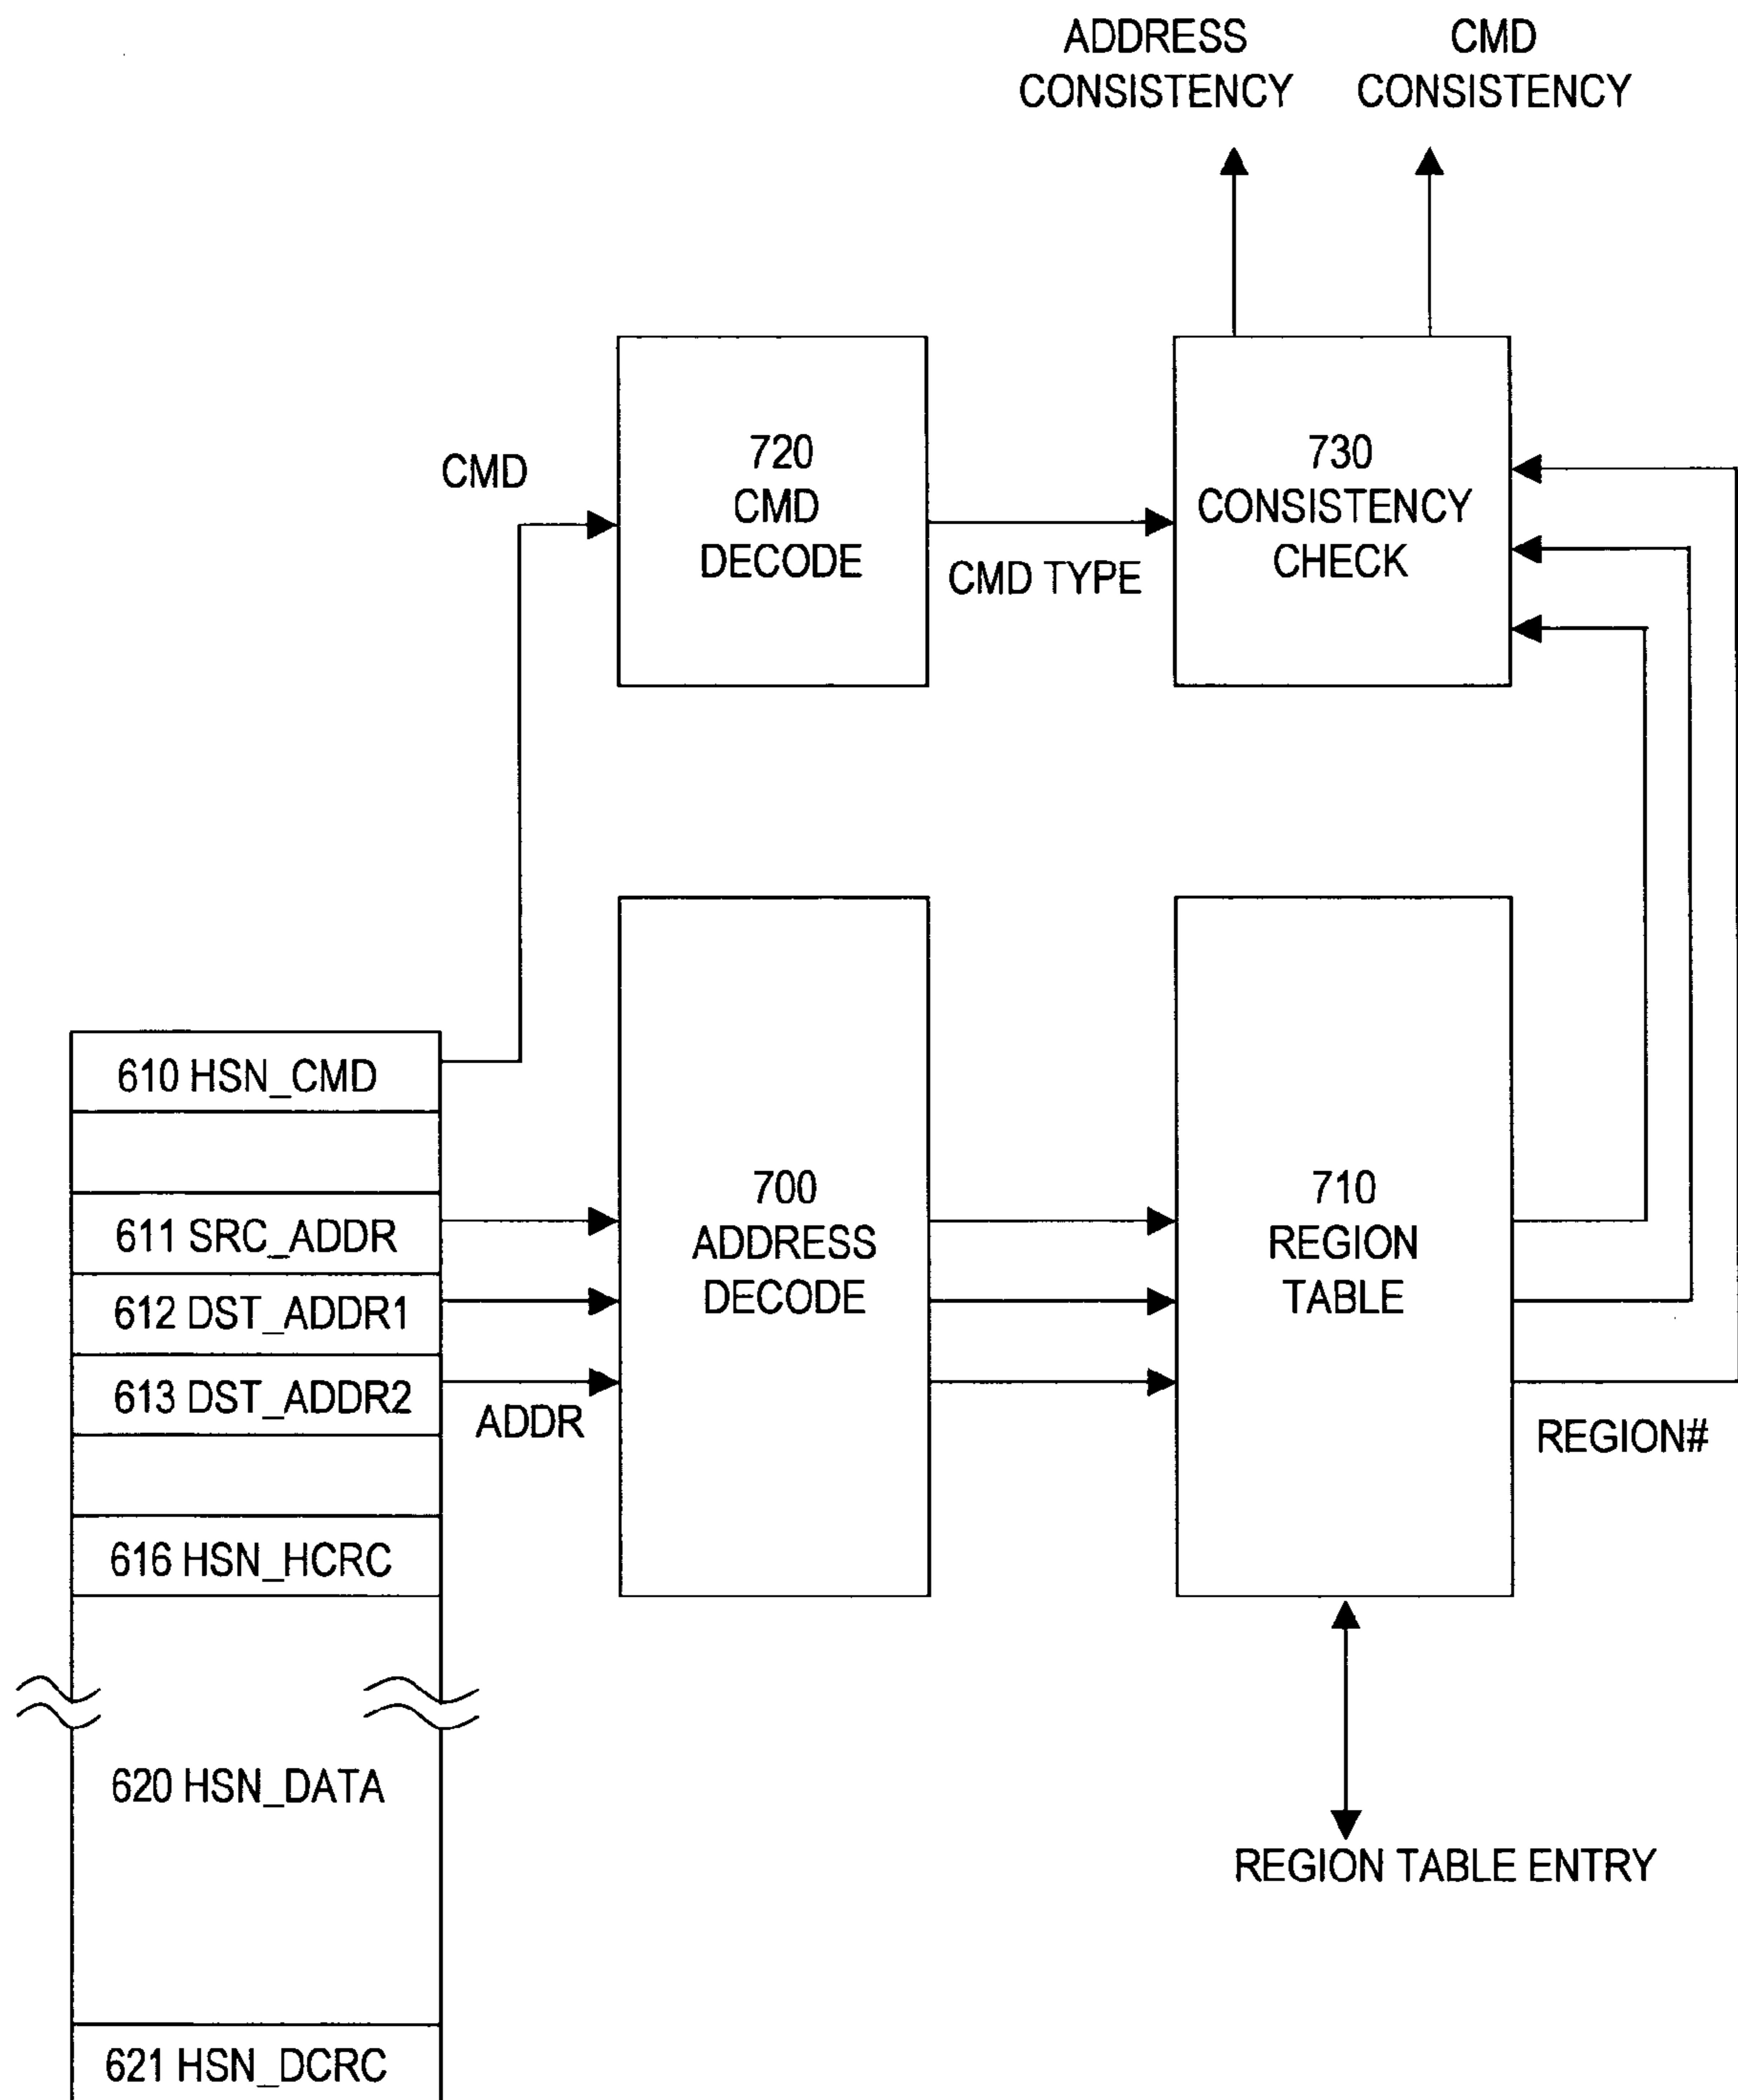 ADDRESS
CONSISTENCY
CMD
CONSISTENCY
CMD
720
CMD
DECODE
CMD TYPE
730
CONSISTENCY
CHECK
610 HSN_CMD
611 SRC_ADDR
612 DST_ADDR1
613 DST_ADDR2
ADDR
616 HSN_HCRC
620 HSN_DATA
621 HSN_DCRC
700
ADDRESS
DECODE
710
REGION
TABLE
REGION#
REGION TABLE ENTRY